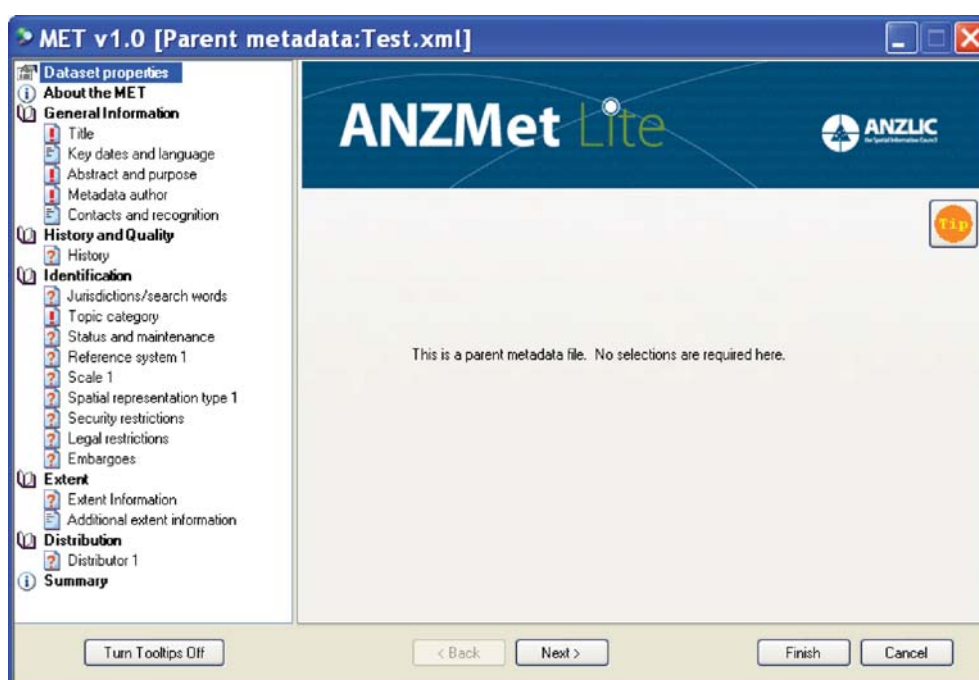 MET v1.0 [Parent metadata:Test.xml]
Dataset properties
About the MET
General Information
Title
Key dates and language
Abstract and purpose
Metadata author
Contacts and recognition
History and Quality
History
Identification
Jurisdictions/search words
Topic category
Status and maintenance
Reference system 1
Scale 1
Spatial representation type 1
Security restrictions
Legal restrictions
Embargoes
Extent
Extent Information
Additional extent information
Distribution
Distributor 1
Summary
ANZMet Lite
ANZLIC
the Spatial Information Council
Tip
This is a parent metadata file. No selections are required here.
Turn Tooltips Off
< Back
Next >
Finish
Cancel